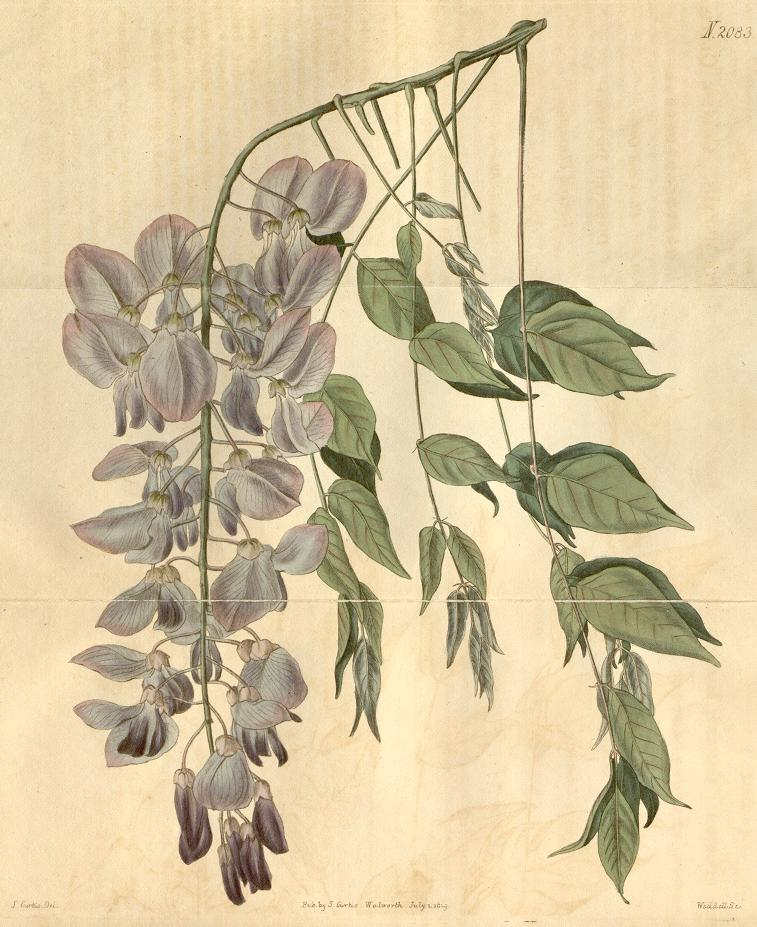 N. 2083.
J. Curtis Del.
Pub. by S. Curtis Walworth July 1. 1819
Weddell Sc.